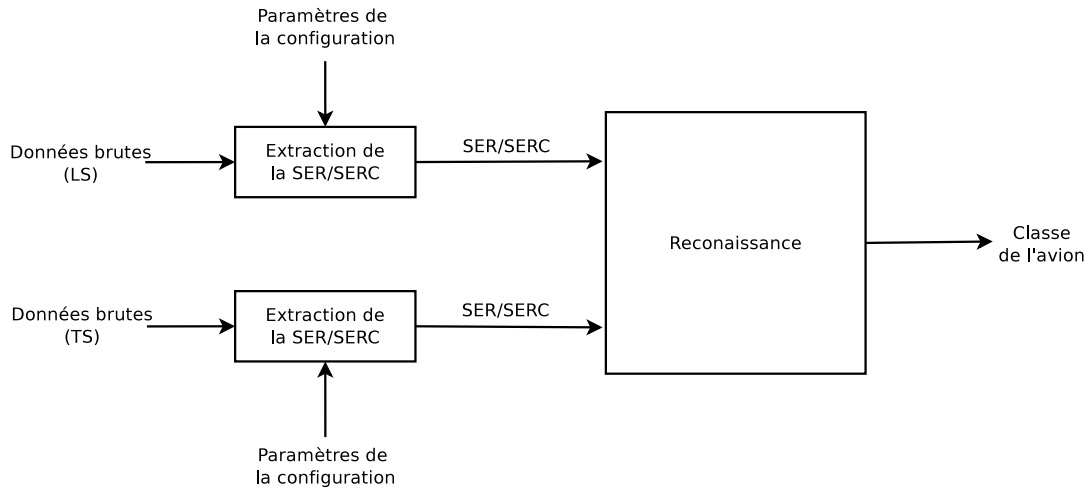 Paramètres de
la configuration
Données brutes
(LS)
Extraction de
la SER/SERC
SER/SERC
Reconaissance
Classe
de l'avion
Données brutes
(TS)
Extraction de
la SER/SERC
SER/SERC
Paramètres de
la configuration